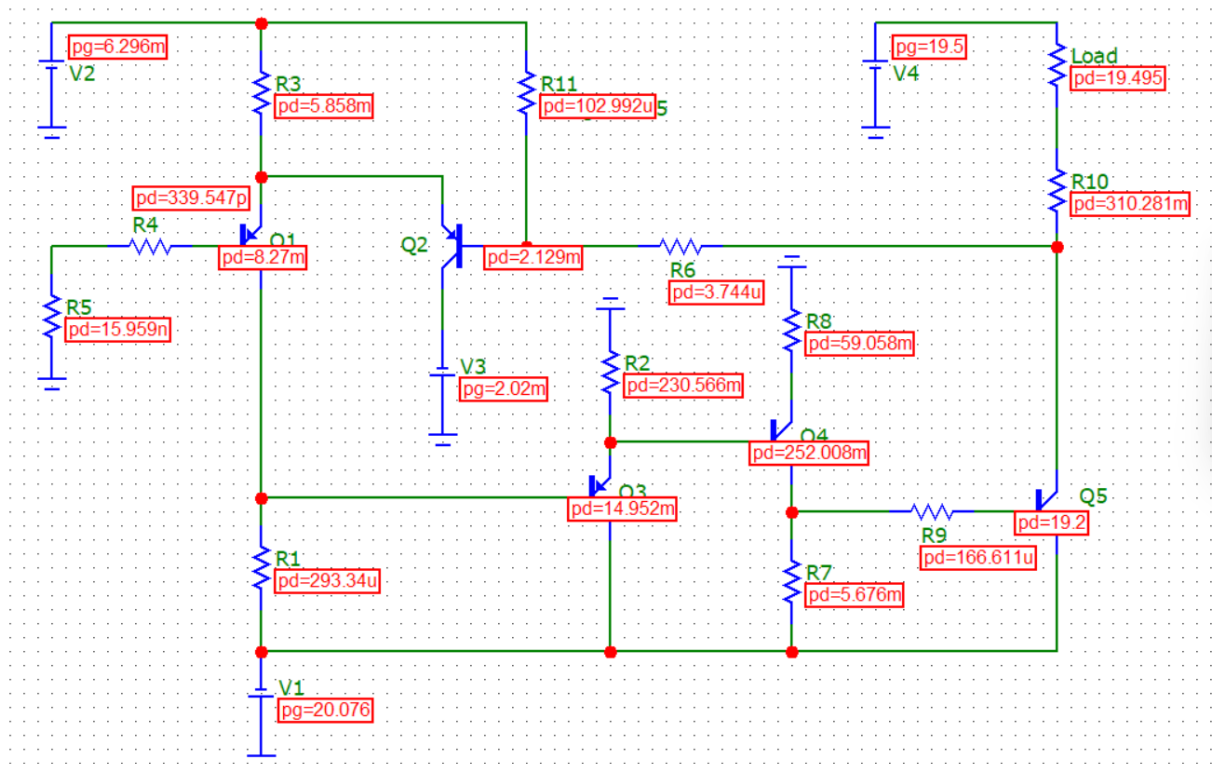 pg=6.296m
V2
R3
pd=5.858m
R11
pd=102.992u
5
pg=19.5
V4
Load
pd=19.495
pd=339.547p
R4
Q1
pd=8.27m
Q2
pd=2.129m
R10
pd=310.281m
R6
pd=3.744u
R5
pd=15.959n
V3
pg=2.02m
R2
pd=230.566m
R8
pd=59.058m
Q4
pd=252.008m
Q3
pd=14.952m
Q5
pd=19.2
R9
pd=166.611u
R1
pd=293.34u
R7
pd=5.676m
V1
pg=20.076